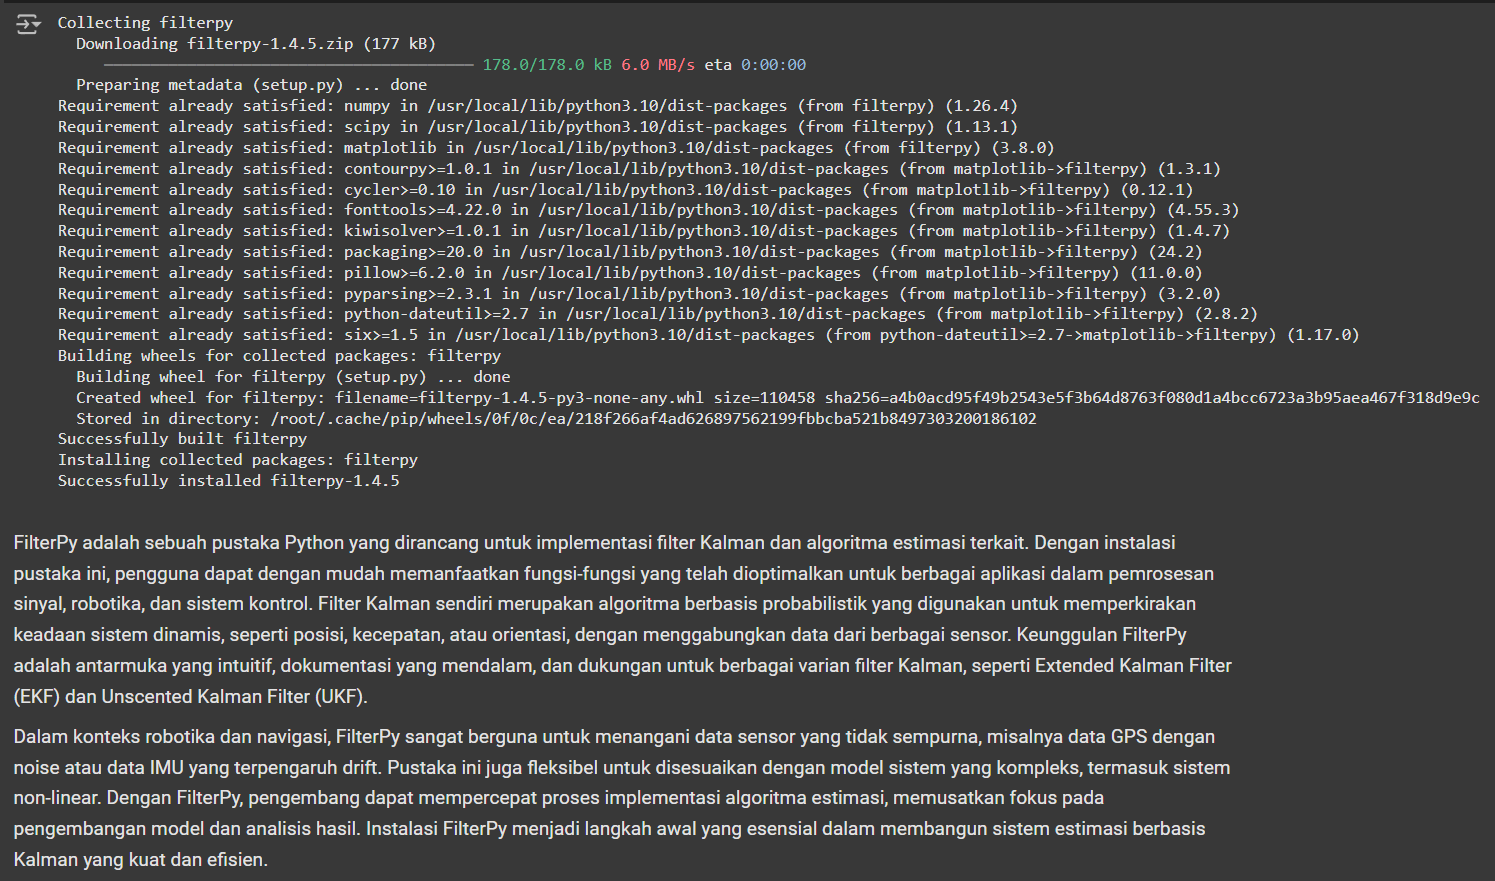 Collecting filterpy
Downloading filterpy-1.4.5.zip (177 kB)
178.0/178.0 kB 6.0 MB/s eta 0:00:00
Preparing metadata (setup.py) ... done
Requirement already satisfied: numpy in /usr/local/lib/python3.10/dist-packages (from filterpy) (1.26.4)
Requirement already satisfied: scipy in /usr/local/lib/python3.10/dist-packages (from filterpy) (1.13.1)
Requirement already satisfied: matplotlib in /usr/local/lib/python3.10/dist-packages (from filterpy) (3.8.0)
Requirement already satisfied: contourpy>=1.0.1 in /usr/local/lib/python3.10/dist-packages (from matplotlib->filterpy) (1.3.1)
Requirement already satisfied: cycler>=0.10 in /usr/local/lib/python3.10/dist-packages (from matplotlib->filterpy) (0.12.1)
Requirement already satisfied: fonttools>=4.22.0 in /usr/local/lib/python3.10/dist-packages (from matplotlib->filterpy) (4.55.3)
Requirement already satisfied: kiwisolver>=1.0.1 in /usr/local/lib/python3.10/dist-packages (from matplotlib->filterpy) (1.4.7)
Requirement already satisfied: packaging>=20.0 in /usr/local/lib/python3.10/dist-packages (from matplotlib->filterpy) (24.2)
Requirement already satisfied: pillow>=6.2.0 in /usr/local/lib/python3.10/dist-packages (from matplotlib->filterpy) (11.0.0)
Requirement already satisfied: pyparsing>=2.3.1 in /usr/local/lib/python3.10/dist-packages (from matplotlib->filterpy) (3.2.0)
Requirement already satisfied: python-dateutil>=2.7 in /usr/local/lib/python3.10/dist-packages (from matplotlib->filterpy) (2.8.2)
Requirement already satisfied: six>=1.5 in /usr/local/lib/python3.10/dist-packages (from python-dateutil>=2.7->matplotlib->filterpy) (1.17.0)
Building wheels for collected packages: filterpy
Building wheel for filterpy (setup.py) ... done
Created wheel for filterpy: filename=filterpy-1.4.5-py3-none-any.whl size=110458 sha256=a4b0acd95f49b2543e5f3b64d8763f080d1a4bcc6723a3b95aea467f318d9e9c
Stored in directory: /root/.cache/pip/wheels/0f/0c/ea/218f266af4ad626897562199fbbcba521b8497303200186102
Successfully built filterpy
Installing collected packages: filterpy
Successfully installed filterpy-1.4.5
FilterPy adalah sebuah pustaka Python yang dirancang untuk implementasi filter Kalman dan algoritma estimasi terkait. Dengan instalasi
pustaka ini, pengguna dapat dengan mudah memanfaatkan fungsi-fungsi yang telah dioptimalkan untuk berbagai aplikasi dalam pemrosesan
sinyal, robotika, dan sistem kontrol. Filter Kalman sendiri merupakan algoritma berbasis probabilistik yang digunakan untuk memperkirakan
keadaan sistem dinamis, seperti posisi, kecepatan, atau orientasi, dengan menggabungkan data dari berbagai sensor. Keunggulan FilterPy
adalah antarmuka yang intuitif, dokumentasi yang mendalam, dan dukungan untuk berbagai varian filter Kalman, seperti Extended Kalman Filter
(EKF) dan Unscented Kalman Filter (UKF).
Dalam konteks robotika dan navigasi, FilterPy sangat berguna untuk menangani data sensor yang tidak sempurna, misalnya data GPS dengan
noise atau data IMU yang terpengaruh drift. Pustaka ini juga fleksibel untuk disesuaikan dengan model sistem yang kompleks, termasuk sistem
non-linear. Dengan FilterPy, pengembang dapat mempercepat proses implementasi algoritma estimasi, memusatkan fokus pada
pengembangan model dan analisis hasil. Instalasi FilterPy menjadi langkah awal yang esensial dalam membangun sistem estimasi berbasis
Kalman yang kuat dan efisien.